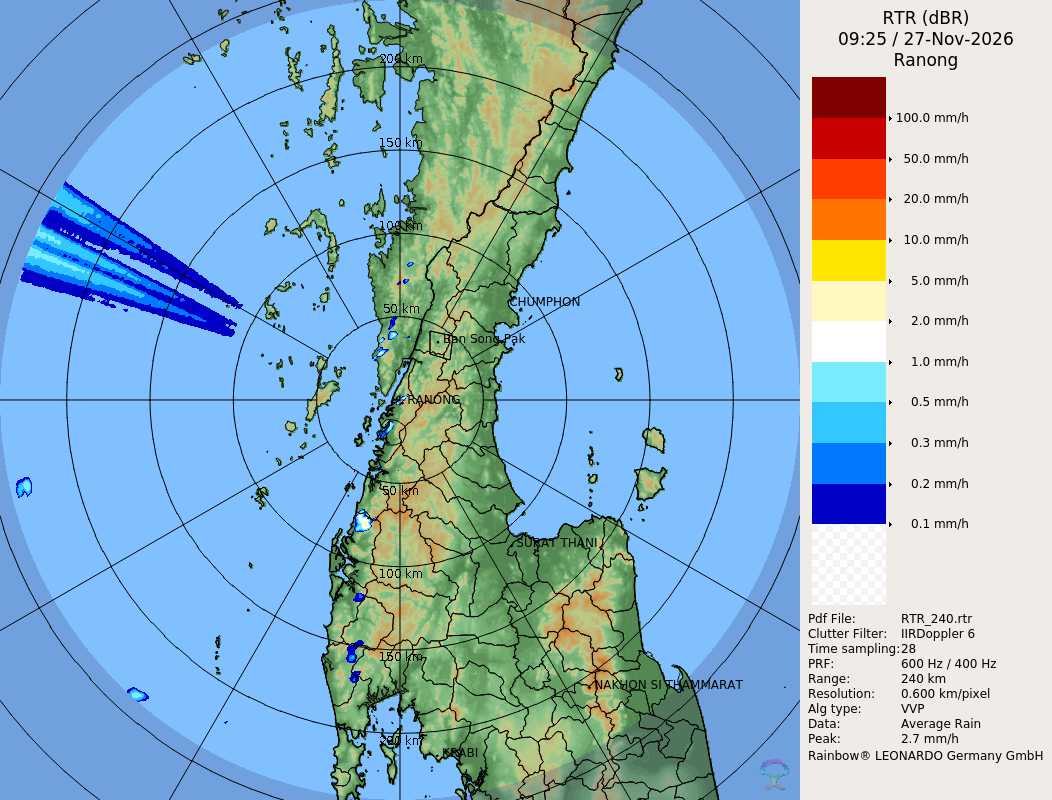 RTR (dBR)
09:25 / 27-Nov-2026
Ranong
100.0 mm/h
50.0 mm/h
20.0 mm/h
10.0 mm/h
5.0 mm/h
2.0 mm/h
1.0 mm/h
0.5 mm/h
0.3 mm/h
0.2 mm/h
0.1 mm/h
Pdf File: RTR_240.rtr
Clutter Filter: IIRDoppler 6
Time sampling: 28
PRF: 600 Hz / 400 Hz
Range: 240 km
Resolution: 0.600 km/pixel
Alg type: VVP
Data: Average Rain
Peak: 2.7 mm/h
Rainbow® LEONARDO Germany GmbH
200 km
150 km
100 km
50 km
CHUMPHON
Ban Song Pak
RANONG
50 km
SURAT THANI
100 km
150 km
NAKHON SI THAMMARAT
200 km
KRABI